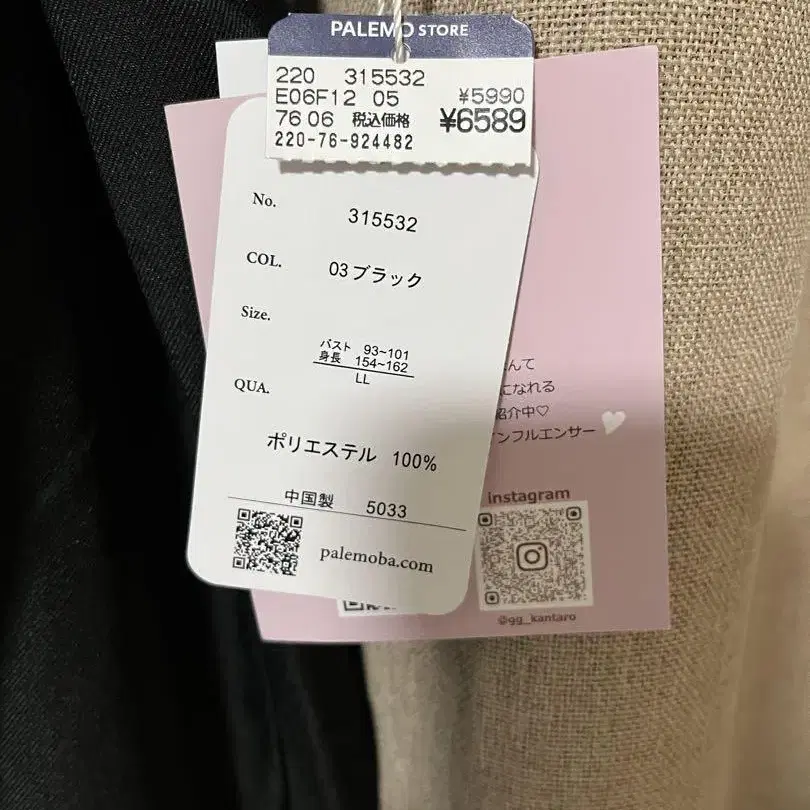 PALEMO STORE
220 315532
E06F12 05 ¥5990
76 06 税込価格 ¥6589
220-76-924482
No. 315532
COL. 03ブラック
Size.
バスト 93~101
身長 154~162
LL
QUA.
ポリエステル 100%
中国製 5033
palemoba.com
んて
になれる
紹介中♡
ンフルエンサー
instagram
@gg_kantaro